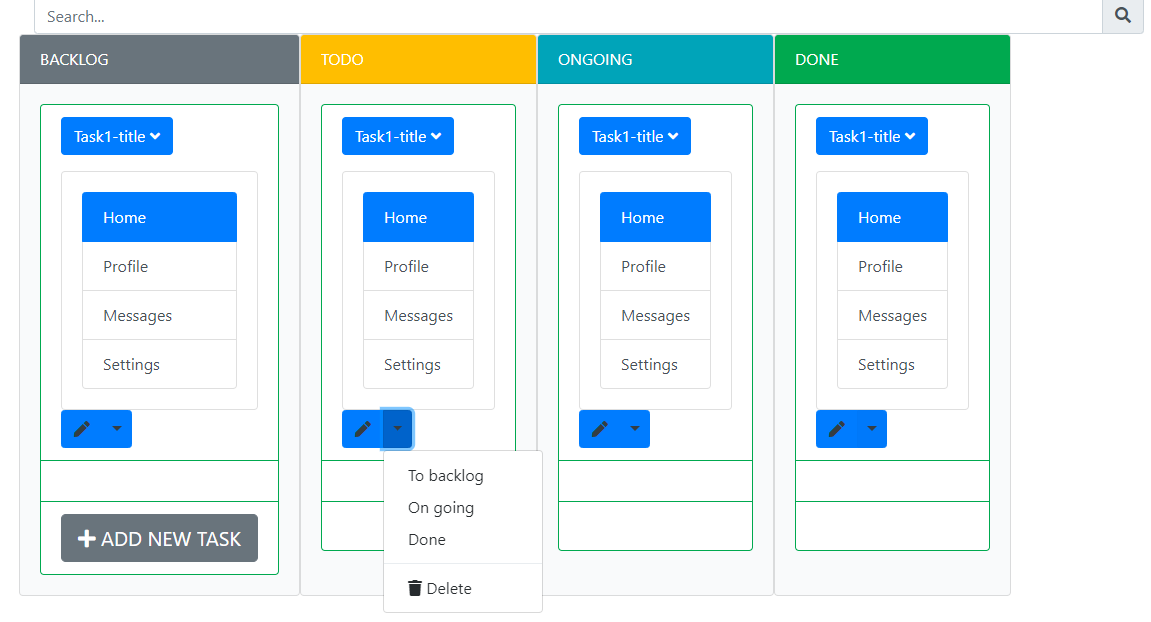 Search...
BACKLOG
TODO
ONGOING
DONE
Task1-title
Home
Profile
Messages
Settings
ADD NEW TASK
Task1-title
Home
Profile
Messages
Settings
To backlog
On going
Done
Delete
Task1-title
Home
Profile
Messages
Settings
Task1-title
Home
Profile
Messages
Settings